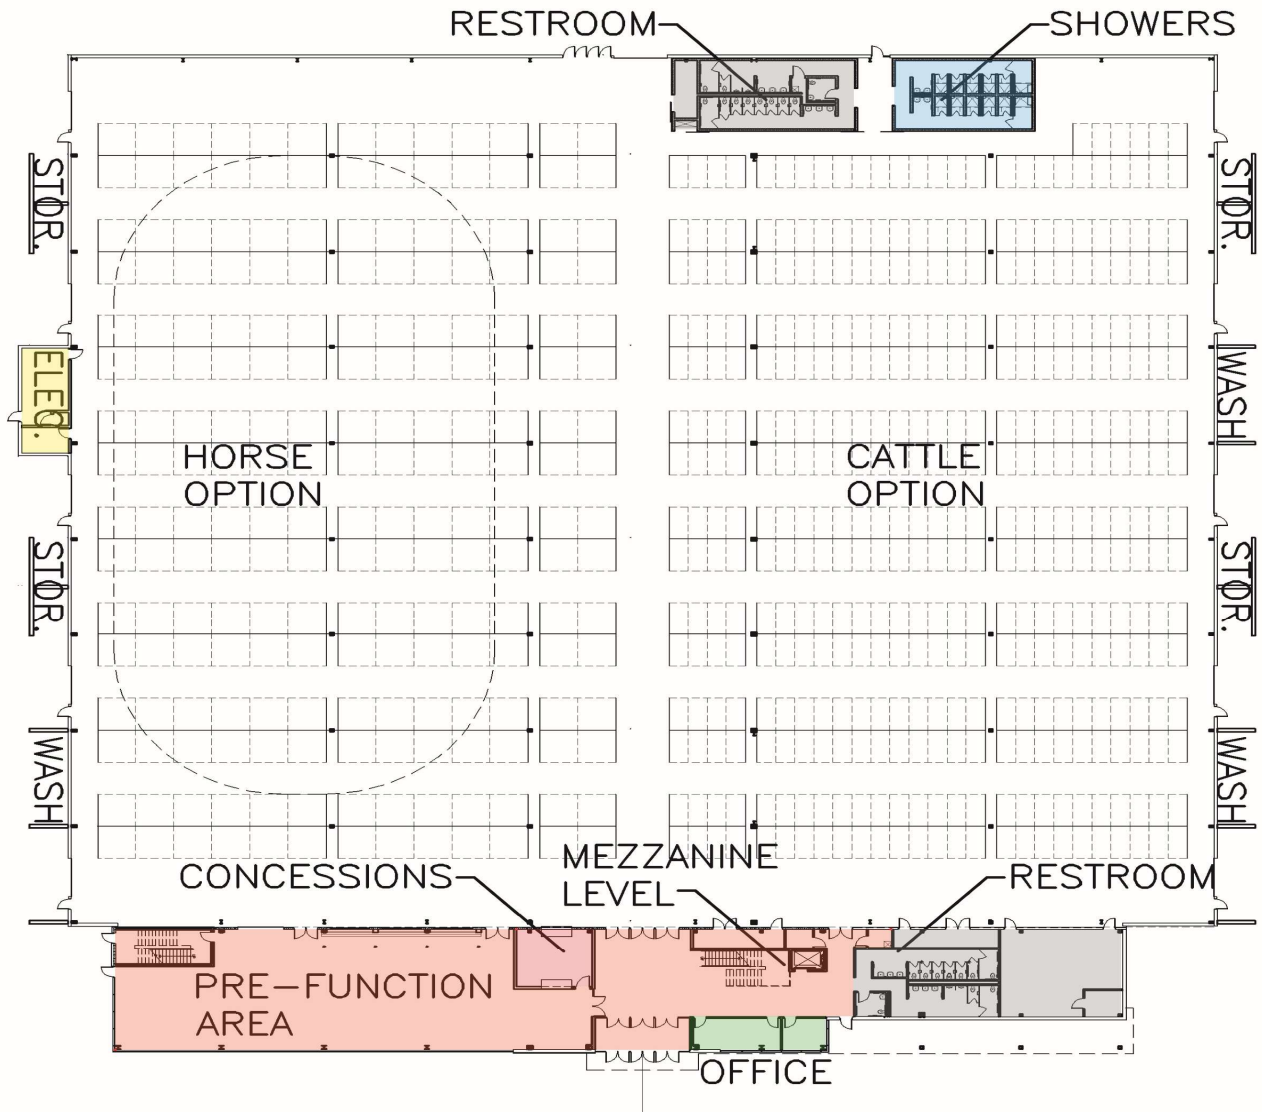 RESTROOM
SHOWERS
STOR.
STOR.
ELEC.
WASH
HORSE
OPTION
CATTLE
OPTION
STOR.
STOR.
WASH
WASH
CONCESSIONS
MEZZANINE
LEVEL
RESTROOM
PRE-FUNCTION
AREA
OFFICE